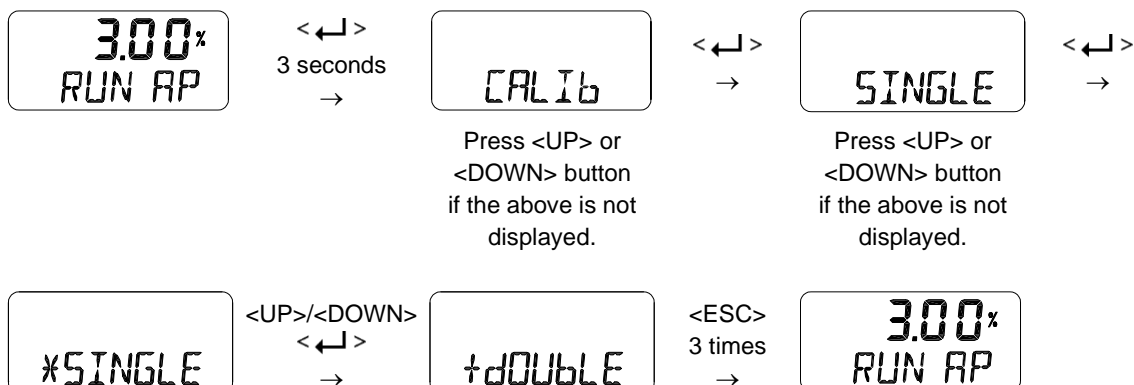 3.00%
RUN AP
<↵>
3 seconds
→
CALIb
<↵>
→
SINGLE
<↵>
→
Press <UP> or
<DOWN> button
if the above is not
displayed.
Press <UP> or
<DOWN> button
if the above is not
displayed.
*SINGLE
<UP>/<DOWN>
<↵>
→
+dOUbLE
<ESC>
3 times
→
3.00%
RUN AP